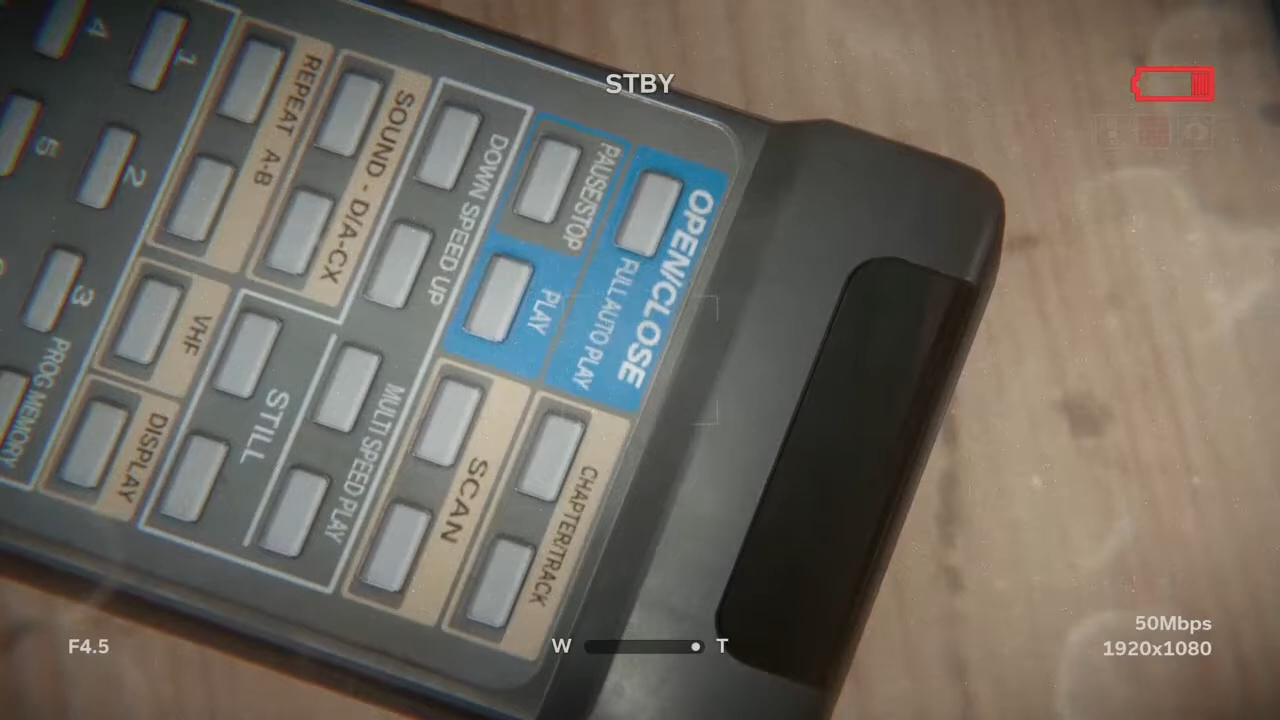 STBY
OPEN/CLOSE
FULL AUTO PLAY
PAUSE/STOP
PLAY
CHAPTER/TRACK
DOWN SPEED UP
SCAN
SOUND - D/A-CX
MULTI SPEED PLAY
REPEAT A-B
STILL
VHF
DISPLAY
1
2
3
PROG MEMORY
4
5
F4.5
W
T
50Mbps
1920x1080